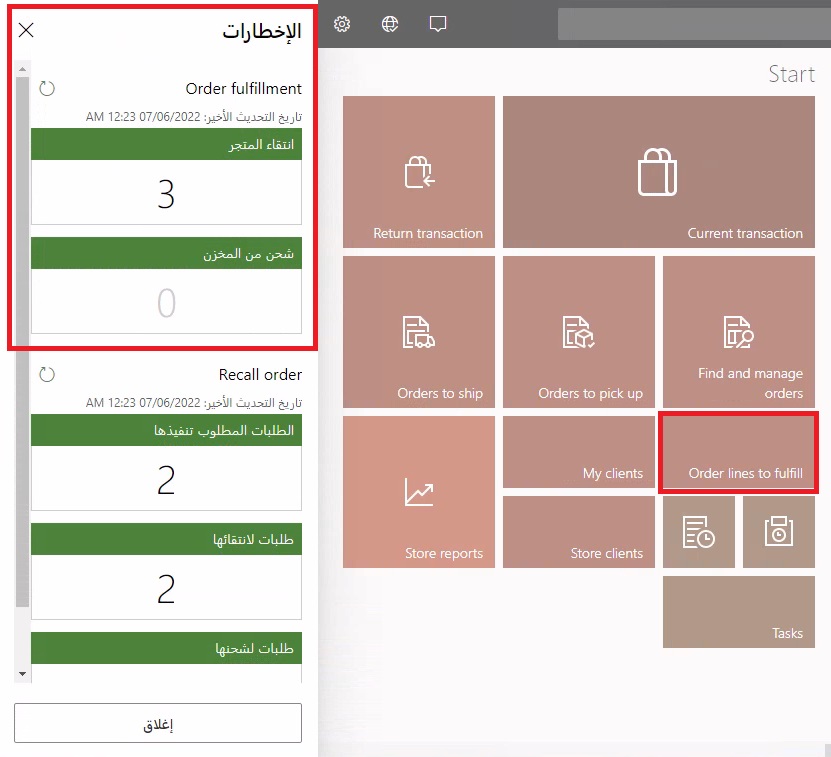 الإخطارات
Order fulfillment
تاريخ التحديث الأخير: 07/06/2022 12:23 AM
انتقاء المتجر
3
شحن من المخزن
0
Recall order
تاريخ التحديث الأخير: 07/06/2022 12:23 AM
الطلبات المطلوب تنفيذها
2
طلبات لانتقائها
2
طلبات لشحنها
إغلاق
Start
Return transaction
Current transaction
Orders to ship
Orders to pick up
Find and manage
orders
Store reports
My clients
Order lines to fulfill
Store clients
Tasks